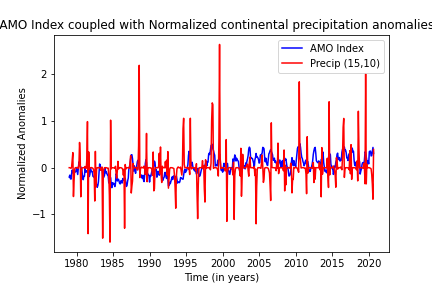 AMO Index coupled with Normalized continental precipitation anomalies
AMO Index
Precip (15,10)
Normalized Anomalies
2
1
0
−1
1980 1985 1990 1995 2000 2005 2010 2015 2020
Time (in years)